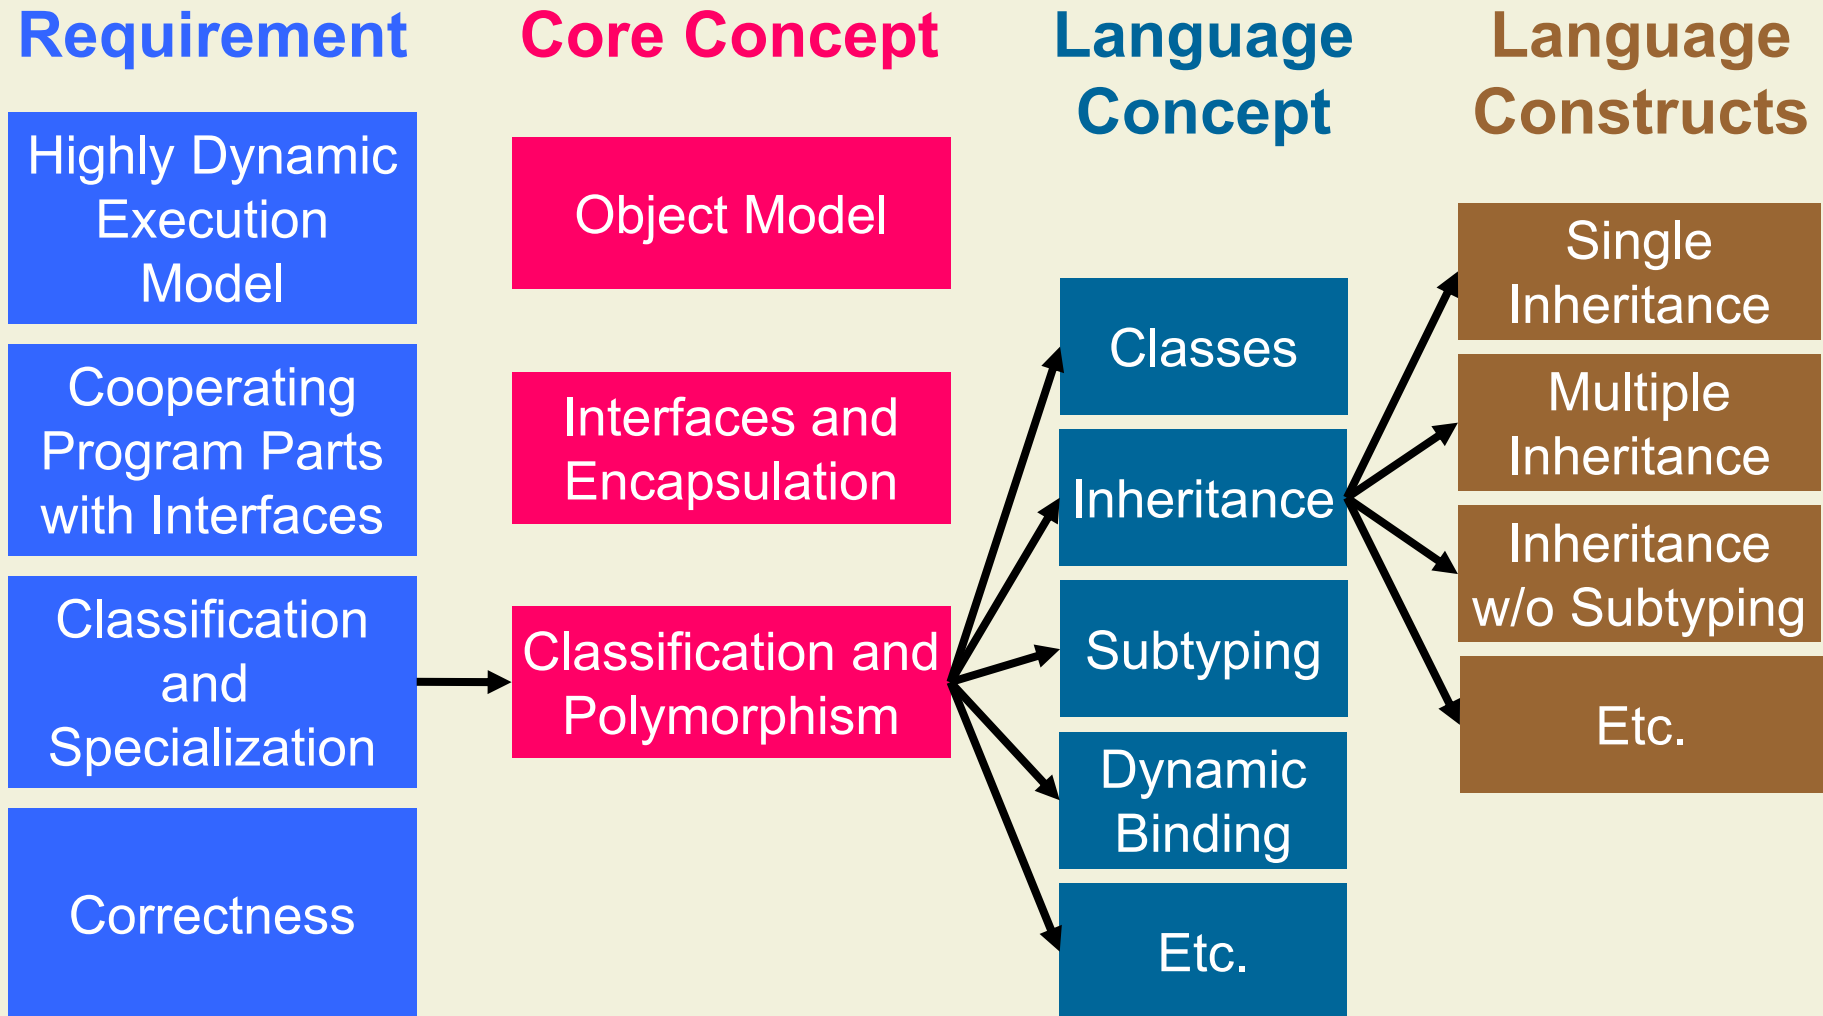 Requirement
Highly Dynamic
Execution
Model
Cooperating
Program Parts
with Interfaces
Classification
and
Specialization
Correctness
Core Concept
Object Model
Interfaces and
Encapsulation
Classification and
Polymorphism
Language
Concept
Classes
Inheritance
Subtyping
Dynamic
Binding
Etc.
Language
Constructs
Single
Inheritance
Multiple
Inheritance
Inheritance
w/o Subtyping
Etc.